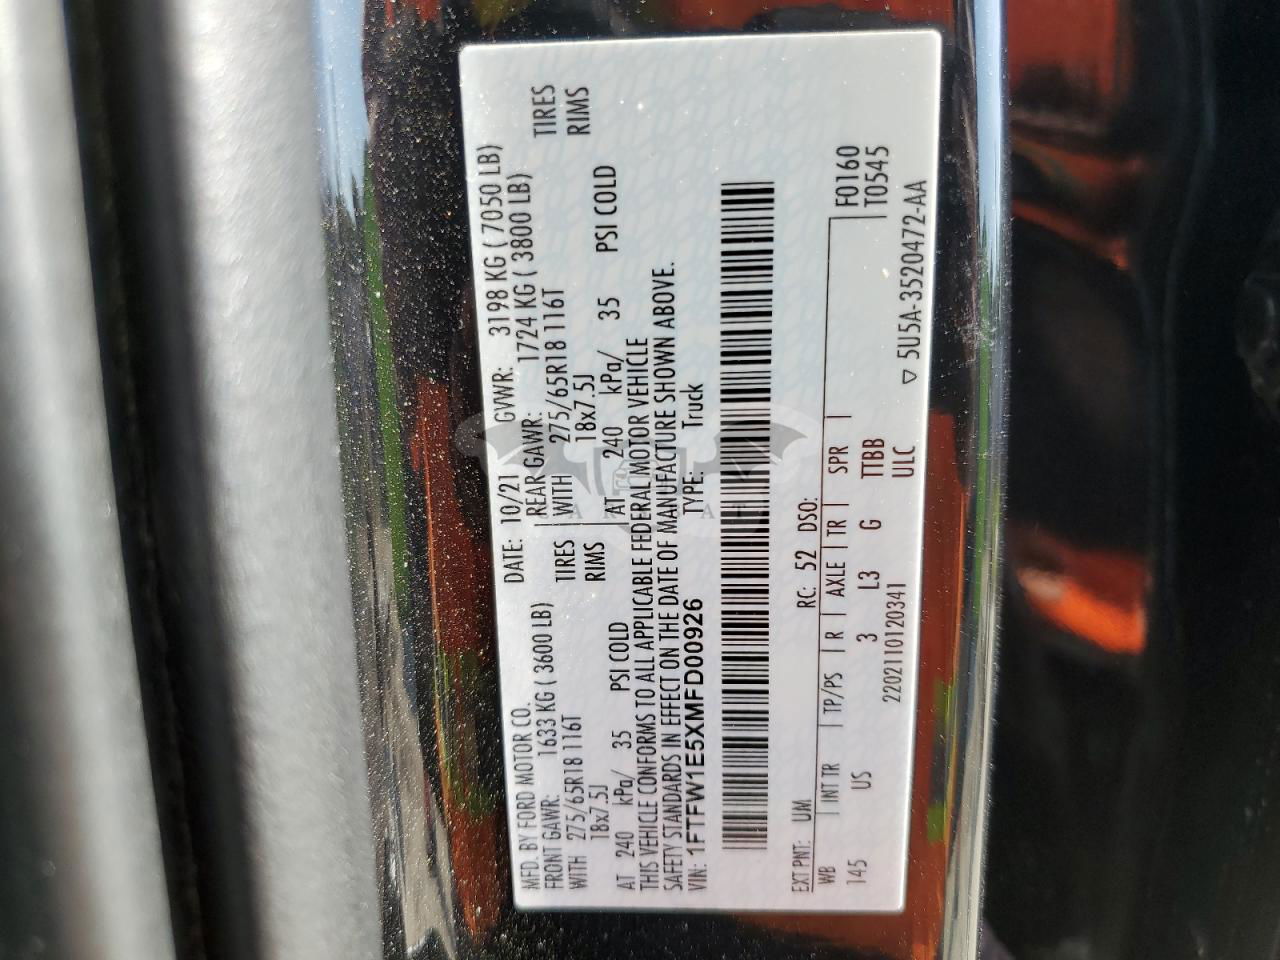 MFD. BY FORD MOTOR CO. DATE: 10/21 GVWR: 3198 KG ( 7050 LB)
FRONT GAWR: 1633 KG ( 3600 LB) REAR GAWR: 1724 KG ( 3800 LB)
WITH 275/65R18 116T TIRES WITH 275/65R18 116T TIRES
18x7.5J RIMS 18x7.5J RIMS
AT 240 kPa/ 35 PSI COLD AT 240 kPa/ 35 PSI COLD
THIS VEHICLE CONFORMS TO ALL APPLICABLE FEDERAL MOTOR VEHICLE
SAFETY STANDARDS IN EFFECT ON THE DATE OF MANUFACTURE SHOWN ABOVE.
VIN: 1FTFW1E5XMFD00926 TYPE: Truck
EXT PNT: UM RC: 52 DSO:
WB | INT TR | TP/PS | R | AXLE | TR | SPR | F0160
145 US 3 L3 G TTBB T0545
2202110120341 ULC
▽ 5U5A-3520472-AA